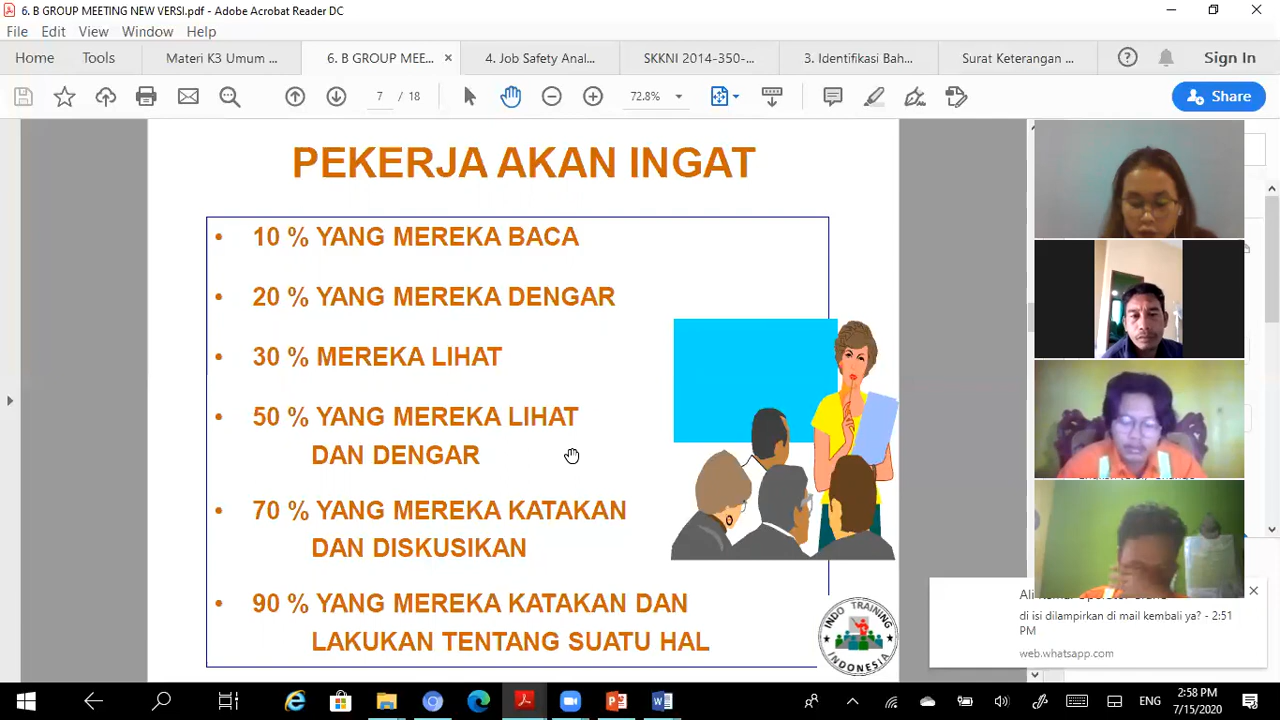 6. B GROUP MEETING NEW VERSI.pdf - Adobe Acrobat Reader DC
File Edit View Window Help
Home Tools Materi K3 Umum ... 6. B GROUP MEE... × 4. Job Safety Anal... SKKNI 2014-350-... 3. Identifikasi Bah... Surat Keterangan ... Sign In
7 / 18 72.8% Share
PEKERJA AKAN INGAT
• 10 % YANG MEREKA BACA
• 20 % YANG MEREKA DENGAR
• 30 % MEREKA LIHAT
• 50 % YANG MEREKA LIHAT
DAN DENGAR
• 70 % YANG MEREKA KATAKAN
DAN DISKUSIKAN
• 90 % YANG MEREKA KATAKAN DAN
LAKUKAN TENTANG SUATU HAL
INDO TRAINING
INDONESIA
di isi dilampirkan di mail kembali ya? - 2:51
PM
web.whatsapp.com
ENG
2:58 PM
7/15/2020